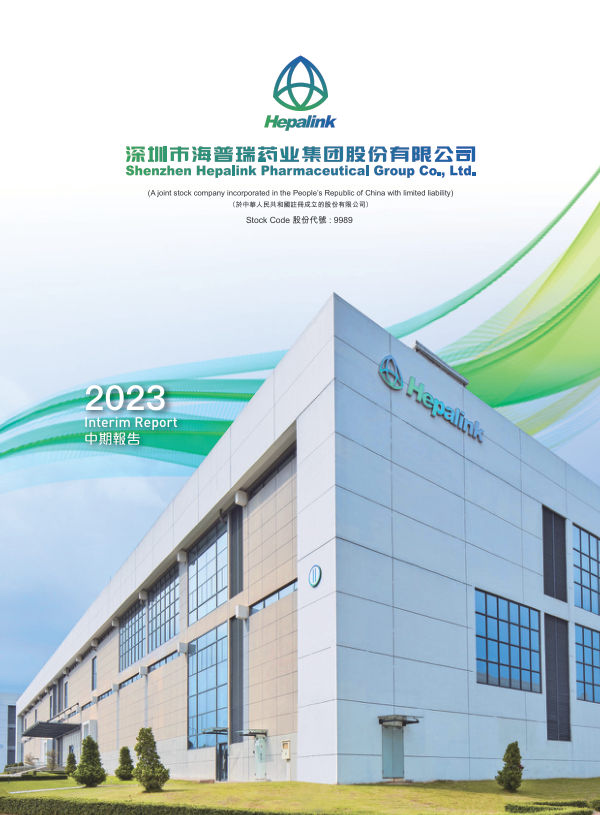 Hepalink
深圳市海普瑞药业集团股份有限公司
Shenzhen Hepalink Pharmaceutical Group Co., Ltd.
(A joint stock company incorporated in the People's Republic of China with limited liability)
（於中華人民共和國註冊成立的股份有限公司）
Stock Code 股份代號 : 9989
Hepalink
2023
Interim Report
中期報告